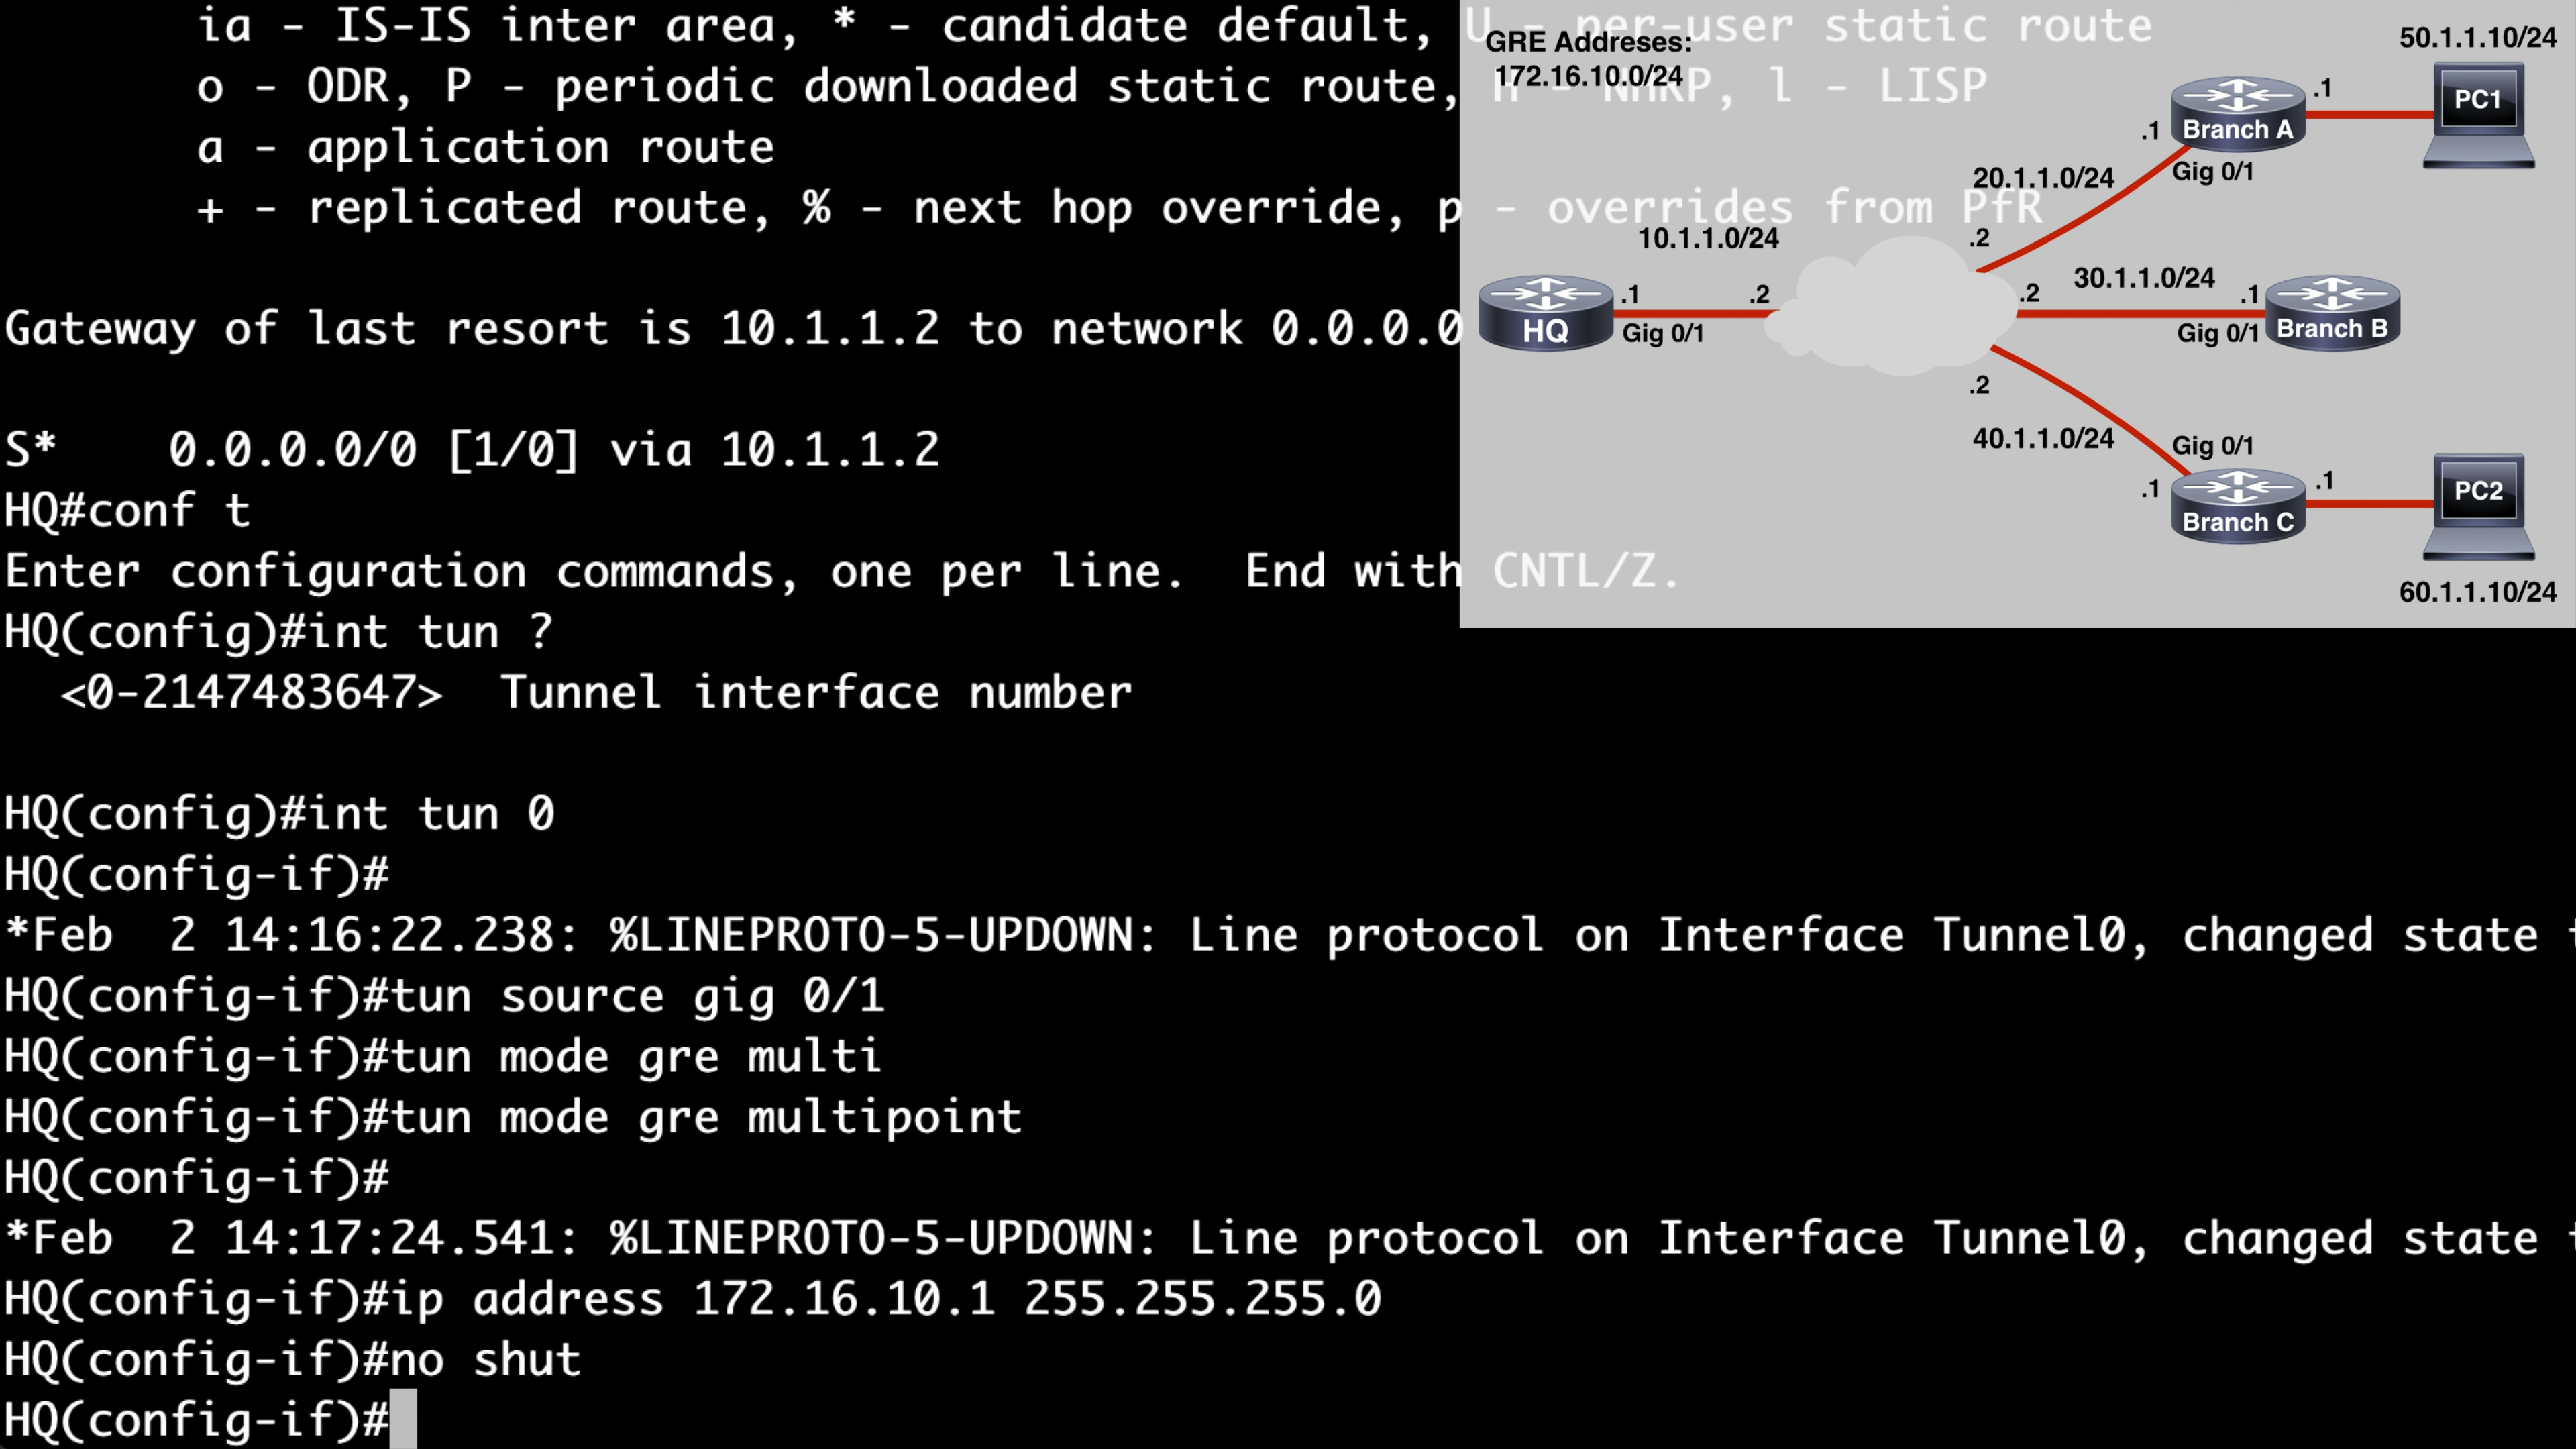 ia - IS-IS inter area, * - candidate default, U - per-user static route
o - ODR, P - periodic downloaded static route, H - NHRP, l - LISP
a - application route
+ - replicated route, % - next hop override, p - overrides from PfR
Gateway of last resort is 10.1.1.2 to network 0.0.0.0
S*    0.0.0.0/0 [1/0] via 10.1.1.2
HQ#conf t
Enter configuration commands, one per line.  End with CNTL/Z.
HQ(config)#int tun ?
<0-2147483647>  Tunnel interface number
HQ(config)#int tun 0
HQ(config-if)#
*Feb  2 14:16:22.238: %LINEPROTO-5-UPDOWN: Line protocol on Interface Tunnel0, changed state
HQ(config-if)#tun source gig 0/1
HQ(config-if)#tun mode gre multi
HQ(config-if)#tun mode gre multipoint
HQ(config-if)#
*Feb  2 14:17:24.541: %LINEPROTO-5-UPDOWN: Line protocol on Interface Tunnel0, changed state
HQ(config-if)#ip address 172.16.10.1 255.255.255.0
HQ(config-if)#no shut
HQ(config-if)#
GRE Addreses:
172.16.10.0/24
50.1.1.10/24
PC1
.1
Branch A
.1
Gig 0/1
20.1.1.0/24
.2
10.1.1.0/24
HQ
.1
Gig 0/1
.2
.2
30.1.1.0/24
.1
Gig 0/1
Branch B
.2
40.1.1.0/24
Gig 0/1
.1
Branch C
.1
PC2
60.1.1.10/24